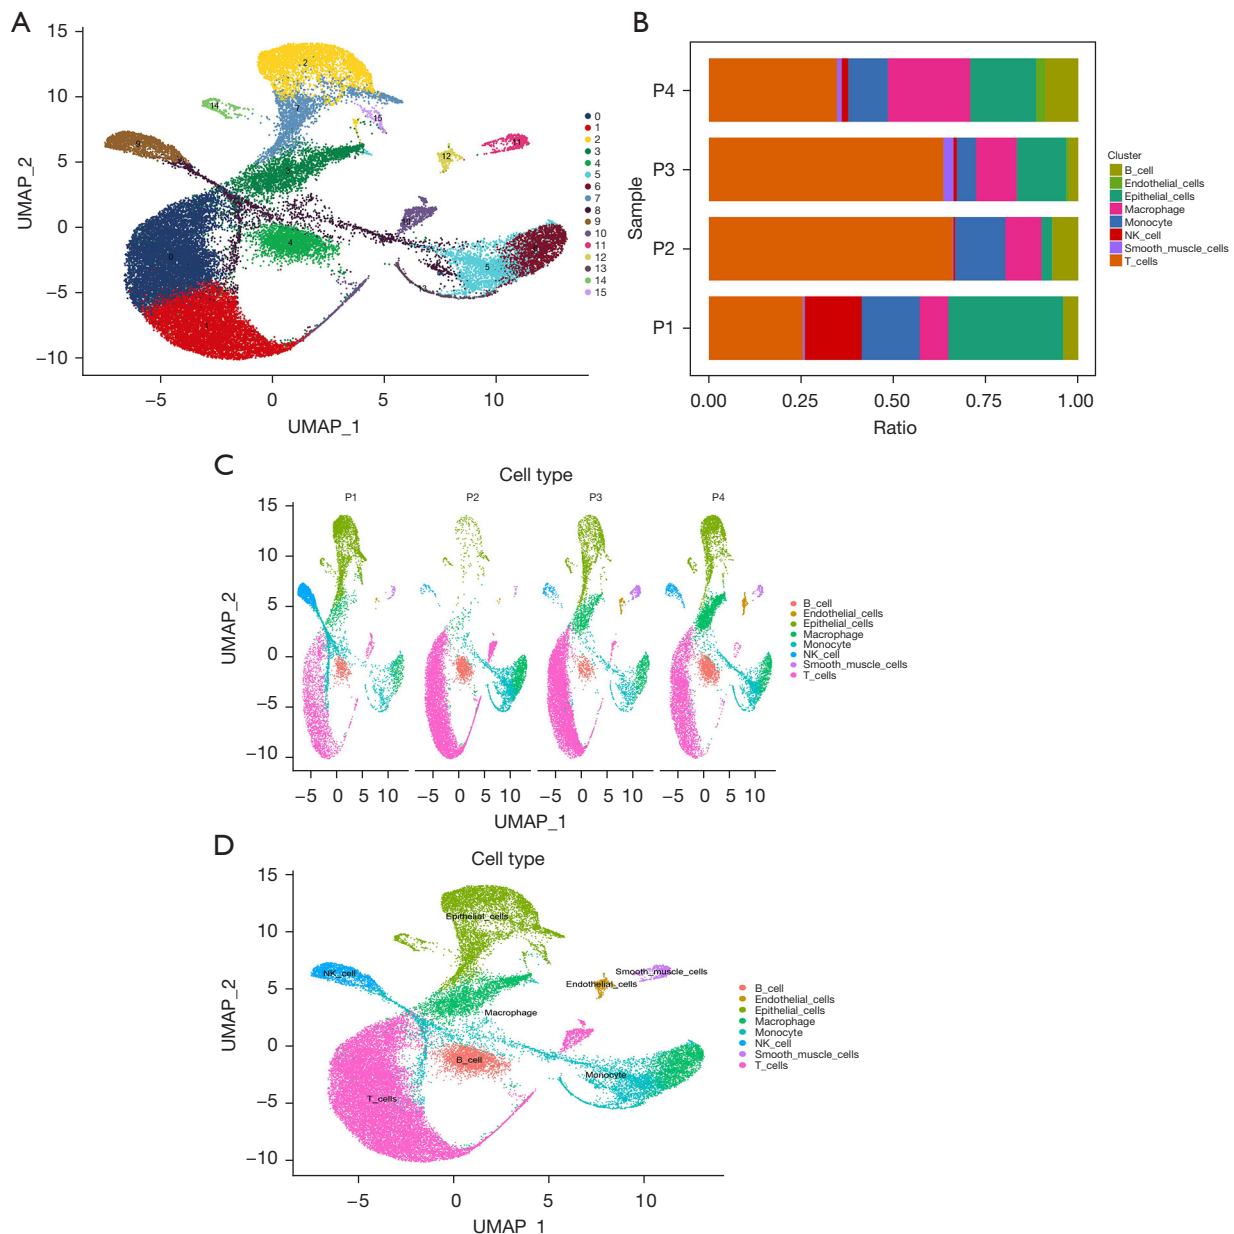 A
15
10
5
0
−5
−10
UMAP_2
−5
0
5
10
UMAP_1
2
7
14
15
9
3
12
11
10
4
0
1
5
6
8
13
0
1
2
3
4
5
6
7
8
9
10
11
12
13
14
15
B
Sample
P4
P3
P2
P1
0.00
0.25
0.50
0.75
1.00
Ratio
Cluster
B_cell
Endothelial_cells
Epithelial_cells
Macrophage
Monocyte
NK_cell
Smooth_muscle_cells
T_cells
C
Cell type
P1
P2
P3
P4
UMAP_2
15
10
5
0
−5
−10
−5 0 5 10
−5 0 5 10
−5 0 5 10
−5 0 5 10
UMAP_1
B_cell
Endothelial_cells
Epithelial_cells
Macrophage
Monocyte
NK_cell
Smooth_muscle_cells
T_cells
D
Cell type
UMAP_2
15
10
5
0
−5
−10
Epithelial_cells
NK_cell
Smooth_muscle_cells
Endothelial_cells
Macrophage
B_cell
Monocyte
T_cells
−5
0
5
10
UMAP_1
B_cell
Endothelial_cells
Epithelial_cells
Macrophage
Monocyte
NK_cell
Smooth_muscle_cells
T_cells